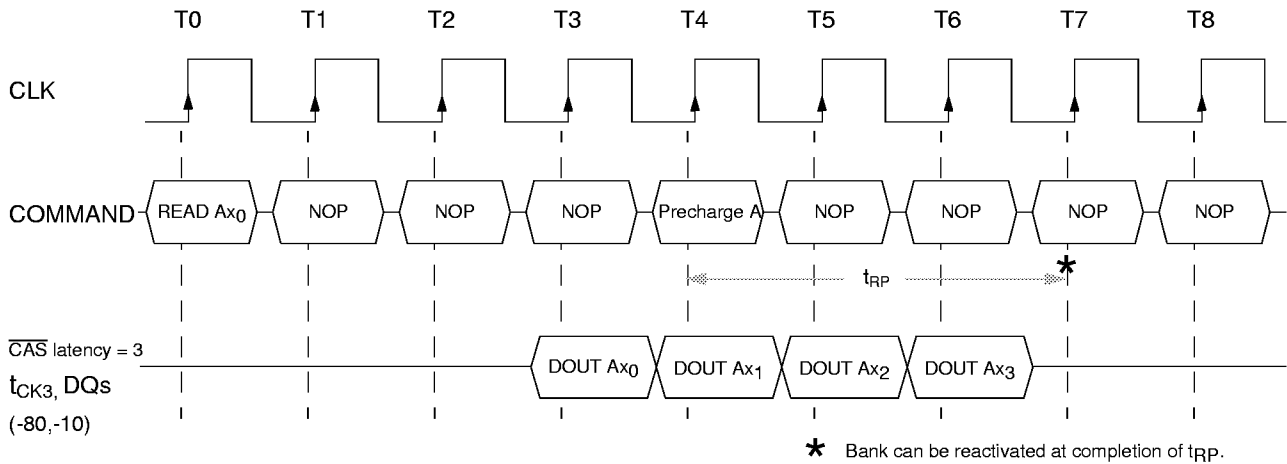 T0 T1 T2 T3 T4 T5 T6 T7 T8
CLK
COMMAND READ Ax0 NOP NOP NOP Precharge A NOP NOP NOP NOP
tRP *
CAS latency = 3
tCK3, DQs DOUT Ax0 DOUT Ax1 DOUT Ax2 DOUT Ax3
(-80,-10)
* Bank can be reactivated at completion of tRP.